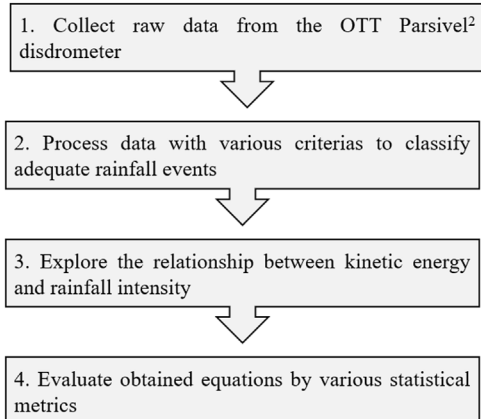 1. Collect raw data from the OTT Parsivel²
disdrometer
2. Process data with various criterias to classify
adequate rainfall events
3. Explore the relationship between kinetic energy
and rainfall intensity
4. Evaluate obtained equations by various statistical
metrics